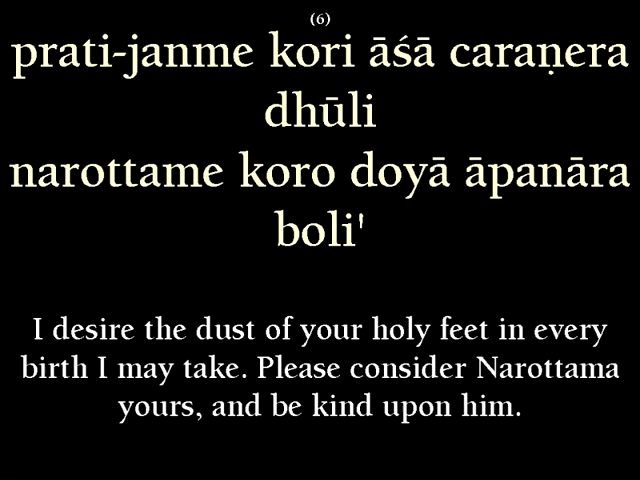 (6)
prati-janme kori āśā caraṇera
dhūli
narottame koro doyā āpanāra
boli'
I desire the dust of your holy feet in every
birth I may take. Please consider Narottama
yours, and be kind upon him.